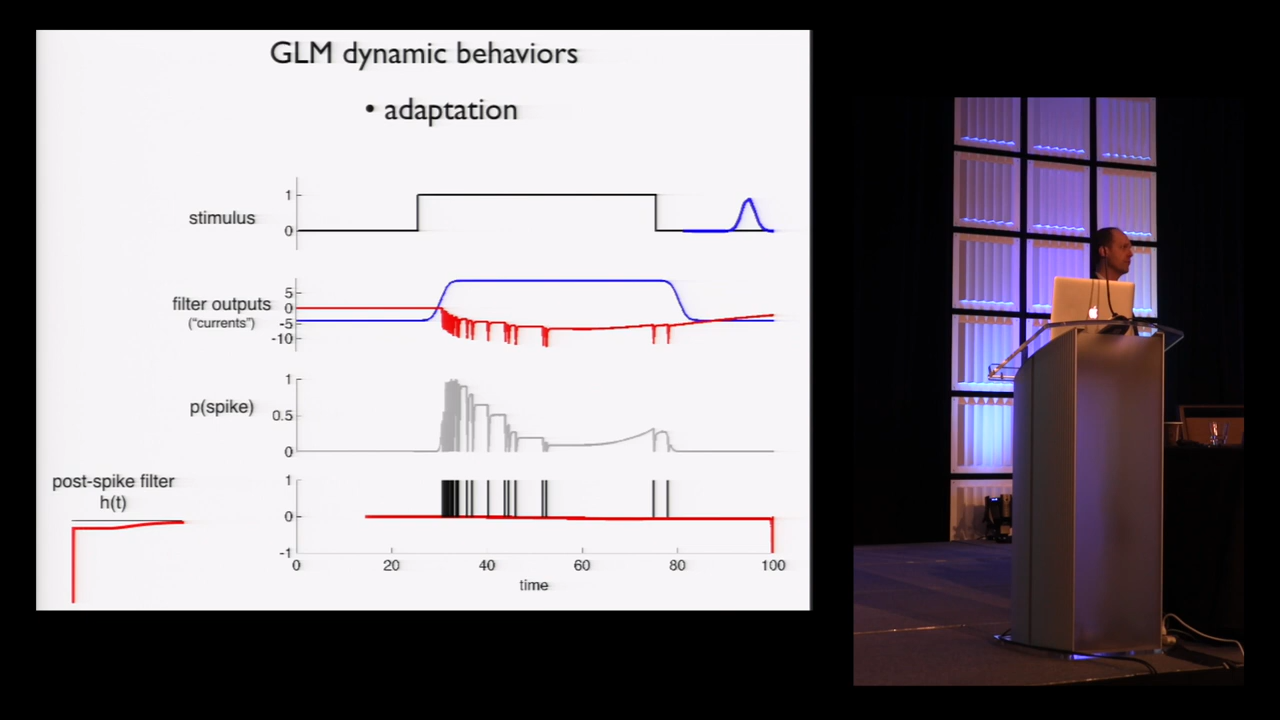 GLM dynamic behaviors
• adaptation
stimulus
1
0
filter outputs
("currents")
5
0
-5
-10
p(spike)
1
0.5
0
post-spike filter
h(t)
1
0
-1
0 20 40 60 80 100
time